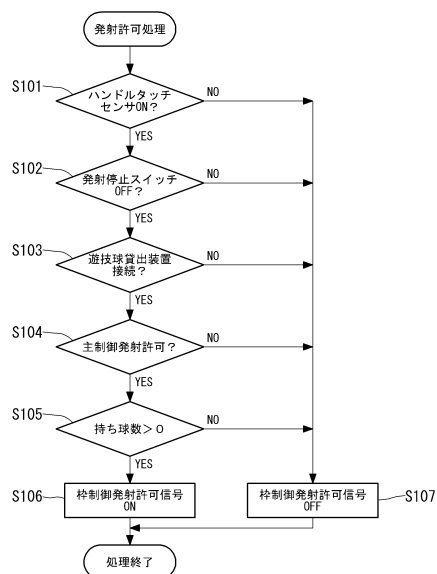 発射許可処理
S101
ハンドルタッチ
センサON?
NO
YES
S102
発射停止スイッチ
OFF?
NO
YES
S103
遊技球貸出装置
接続?
NO
YES
S104
主制御発射許可?
NO
YES
S105
持ち球数>0
NO
YES
S106
枠制御発射許可信号
ON
枠制御発射許可信号
OFF
S107
処理終了